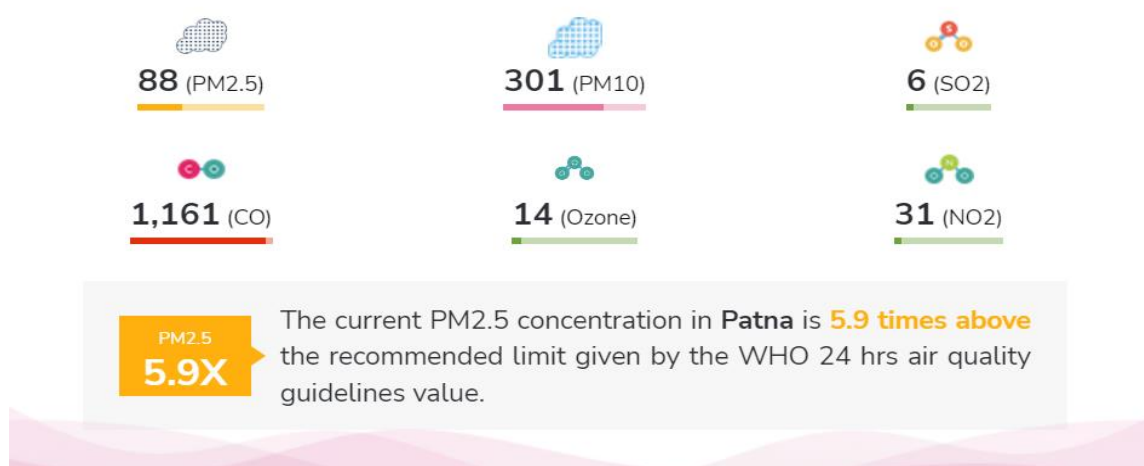 88 (PM2.5)
301 (PM10)
6 (SO2)
1,161 (CO)
14 (Ozone)
31 (NO2)
PM2.5
5.9X
The current PM2.5 concentration in Patna is 5.9 times above
the recommended limit given by the WHO 24 hrs air quality
guidelines value.